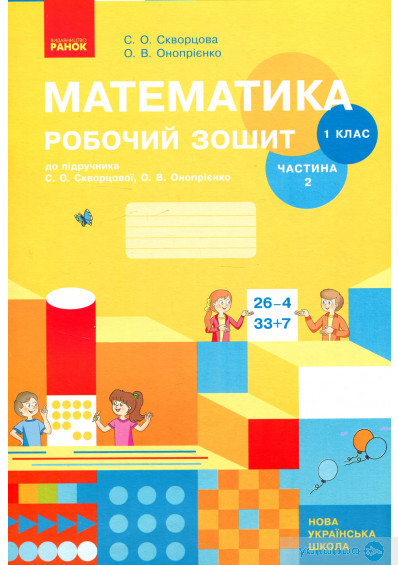 ВИДАВНИЦТВО
РАНОК
С. О. Скворцова
О. В. Онопрієнко
МАТЕМАТИКА
РОБОЧИЙ ЗОШИТ
1 КЛАС
до підручника
С. О. Скворцової, О. В. Онопрієнко
ЧАСТИНА
2
26–4
33+7
НОВА
УКРАЇНСЬКА
ШКОЛА